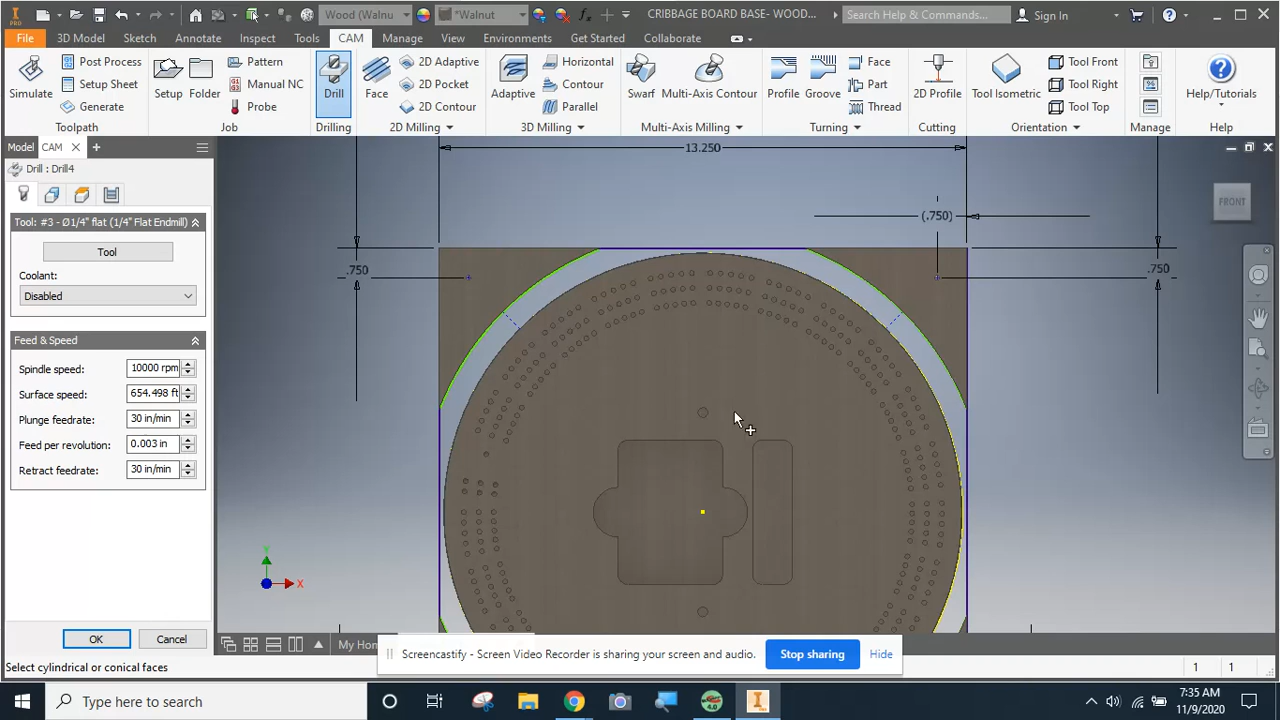 PRO
Wood (Walnu
*Walnut
CRIBBAGE BOARD BASE- WOOD...
Search Help & Commands...
Sign In
File
3D Model
Sketch
Annotate
Inspect
Tools
CAM
Manage
View
Environments
Get Started
Collaborate
Simulate
Post Process
Setup Sheet
Generate
Toolpath
Setup
Folder
Pattern
Manual NC
Probe
Job
Drill
Drilling
Face
2D Adaptive
2D Pocket
2D Contour
2D Milling
Adaptive
Horizontal
Contour
Parallel
3D Milling
Swarf
Multi-Axis Contour
Multi-Axis Milling
Profile
Groove
Face
Part
Thread
Turning
2D Profile
Cutting
Tool Isometric
Tool Front
Tool Right
Tool Top
Orientation
Manage
Help/Tutorials
Help
Model
CAM
Drill : Drill4
Tool: #3 - Ø1/4" flat (1/4" Flat Endmill)
Tool
Coolant:
Disabled
Feed & Speed
Spindle speed:
10000 rpm
Surface speed:
654.498 ft
Plunge feedrate:
30 in/min
Feed per revolution:
0.003 in
Retract feedrate:
30 in/min
OK
Cancel
13.250
(.750)
.750
.750
FRONT
Y
X
My Hom
Screencastify - Screen Video Recorder is sharing your screen and audio.
Stop sharing
Hide
Select cylindrical or conical faces
1
1
Type here to search
4.0
7:35 AM
11/9/2020